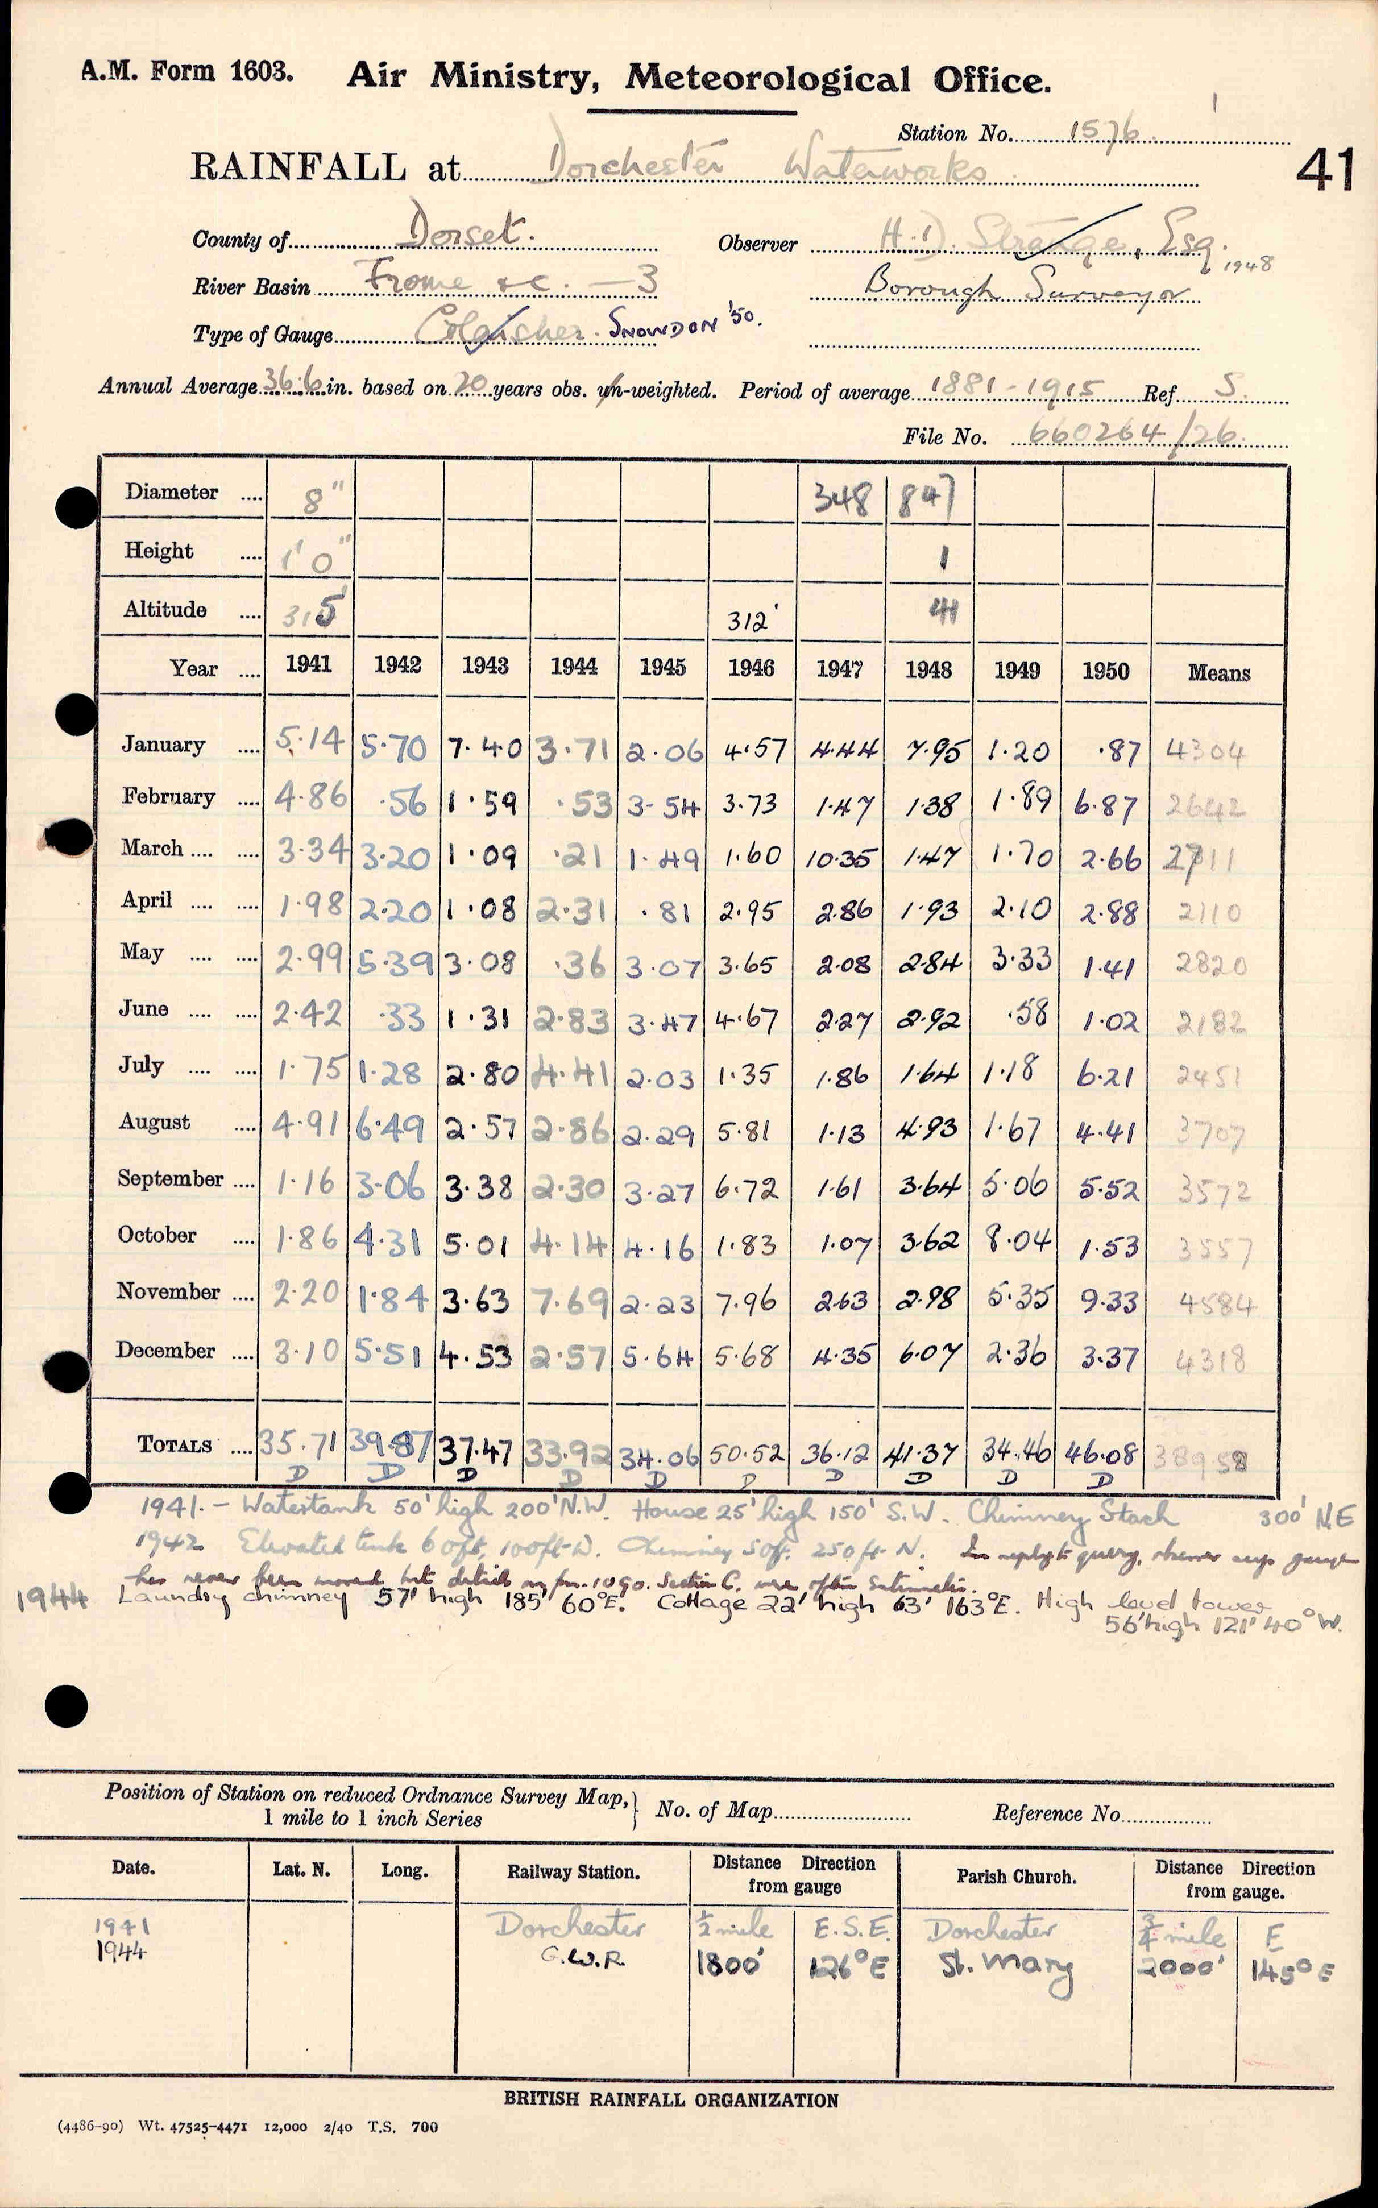 A.M. Form 1603. Air Ministry, Meteorological Office.
Station No. 1576
RAINFALL at Dorchester Waterworks
41
County of Dorset. Observer H.D. Strange, Esq. 1948
River Basin Frome &c. — 3 Borough Surveyor
Type of Gauge Snowdon '50.
Annual Average 36.6 in. based on 20 years obs. un-weighted. Period of average 1881-1915 Ref S.
File No. 660264/26
Diameter .... 8" 348 847
Height .... 1' 0" 1
Altitude .... 315 312' 41
Year .... 1941 1942 1943 1944 1945 1946 1947 1948 1949 1950 Means
January .... 5.14 5.70 7.40 3.71 2.06 4.57 4.44 7.95 1.20 .87 4304
February .... 4.86 .56 1.59 .53 3.54 3.73 1.47 1.38 1.89 6.87 2642
March .... .... 3.34 3.20 1.09 .21 1.49 1.60 10.35 1.47 1.70 2.66 2711
April .... .... 1.98 2.20 1.08 2.31 .81 2.95 2.86 1.93 2.10 2.88 2110
May .... .... 2.99 5.39 3.08 .36 3.07 3.65 2.08 2.84 3.33 1.41 2820
June .... .... 2.42 .33 1.31 2.83 3.47 4.67 2.27 2.92 .58 1.02 2182
July .... .... 1.75 1.28 2.80 4.41 2.03 1.35 1.86 1.64 1.18 6.21 2451
August .... 4.91 6.49 2.57 2.86 2.29 5.81 1.13 4.93 1.67 4.41 3707
September .... 1.16 3.06 3.38 2.30 3.27 6.72 1.61 3.64 5.06 5.52 3572
October .... 1.86 4.31 5.01 4.14 4.16 1.83 1.07 3.62 8.04 1.53 3557
November .... 2.20 1.84 3.63 7.69 2.23 7.96 2.63 2.98 5.35 9.33 4584
December .... 3.10 5.51 4.53 2.57 5.64 5.68 4.35 6.07 2.36 3.37 4318
TOTALS .... 35.71 39.87 37.47 33.92 34.06 50.52 36.12 41.37 34.46 46.08 38958
D D D D D D D D D D
1941. – Watertank 50' high 200' N.W. House 25' high 150' S.W. Chimney Stack 300' N.E
1942 Elevated tank 60ft, 100ft W. Chimney 50ft. 250ft N. In reply to query, observer says gauge
has never been moved but details on fm. 1090. Section C. were often estimates.
1944 Laundry chimney 57' high 185' 60°E. Cottage 22' high 63' 163°E. High level tower
56' high 121' 40°W.
Position of Station on reduced Ordnance Survey Map, 1 mile to 1 inch Series } No. of Map Reference No.
Date. Lat. N. Long. Railway Station. Distance Direction from gauge Parish Church. Distance Direction from gauge.
1941 Dorchester ½ mile E.S.E. Dorchester ¾ mile E
1944 G.W.R. 1800' 126°E St. Mary 2000' 145°E
BRITISH RAINFALL ORGANIZATION
(4486-90) Wt. 47525-4471 12,000 2/40 T.S. 700